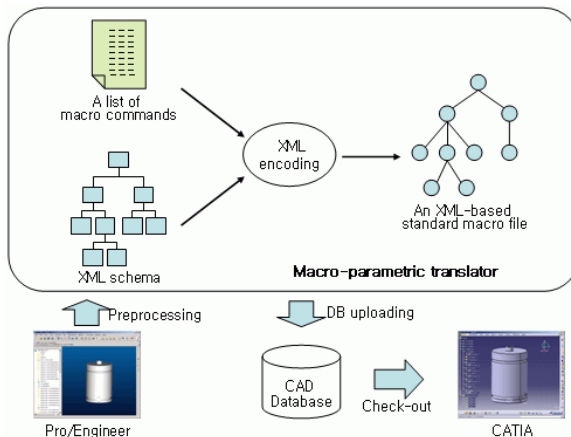 A list of
macro commands
XML
encoding
An XML-based
standard macro file
XML schema
Macro-parametric translator
Preprocessing
DB uploading
CAD
Database
Check-out
Pro/Engineer
CATIA